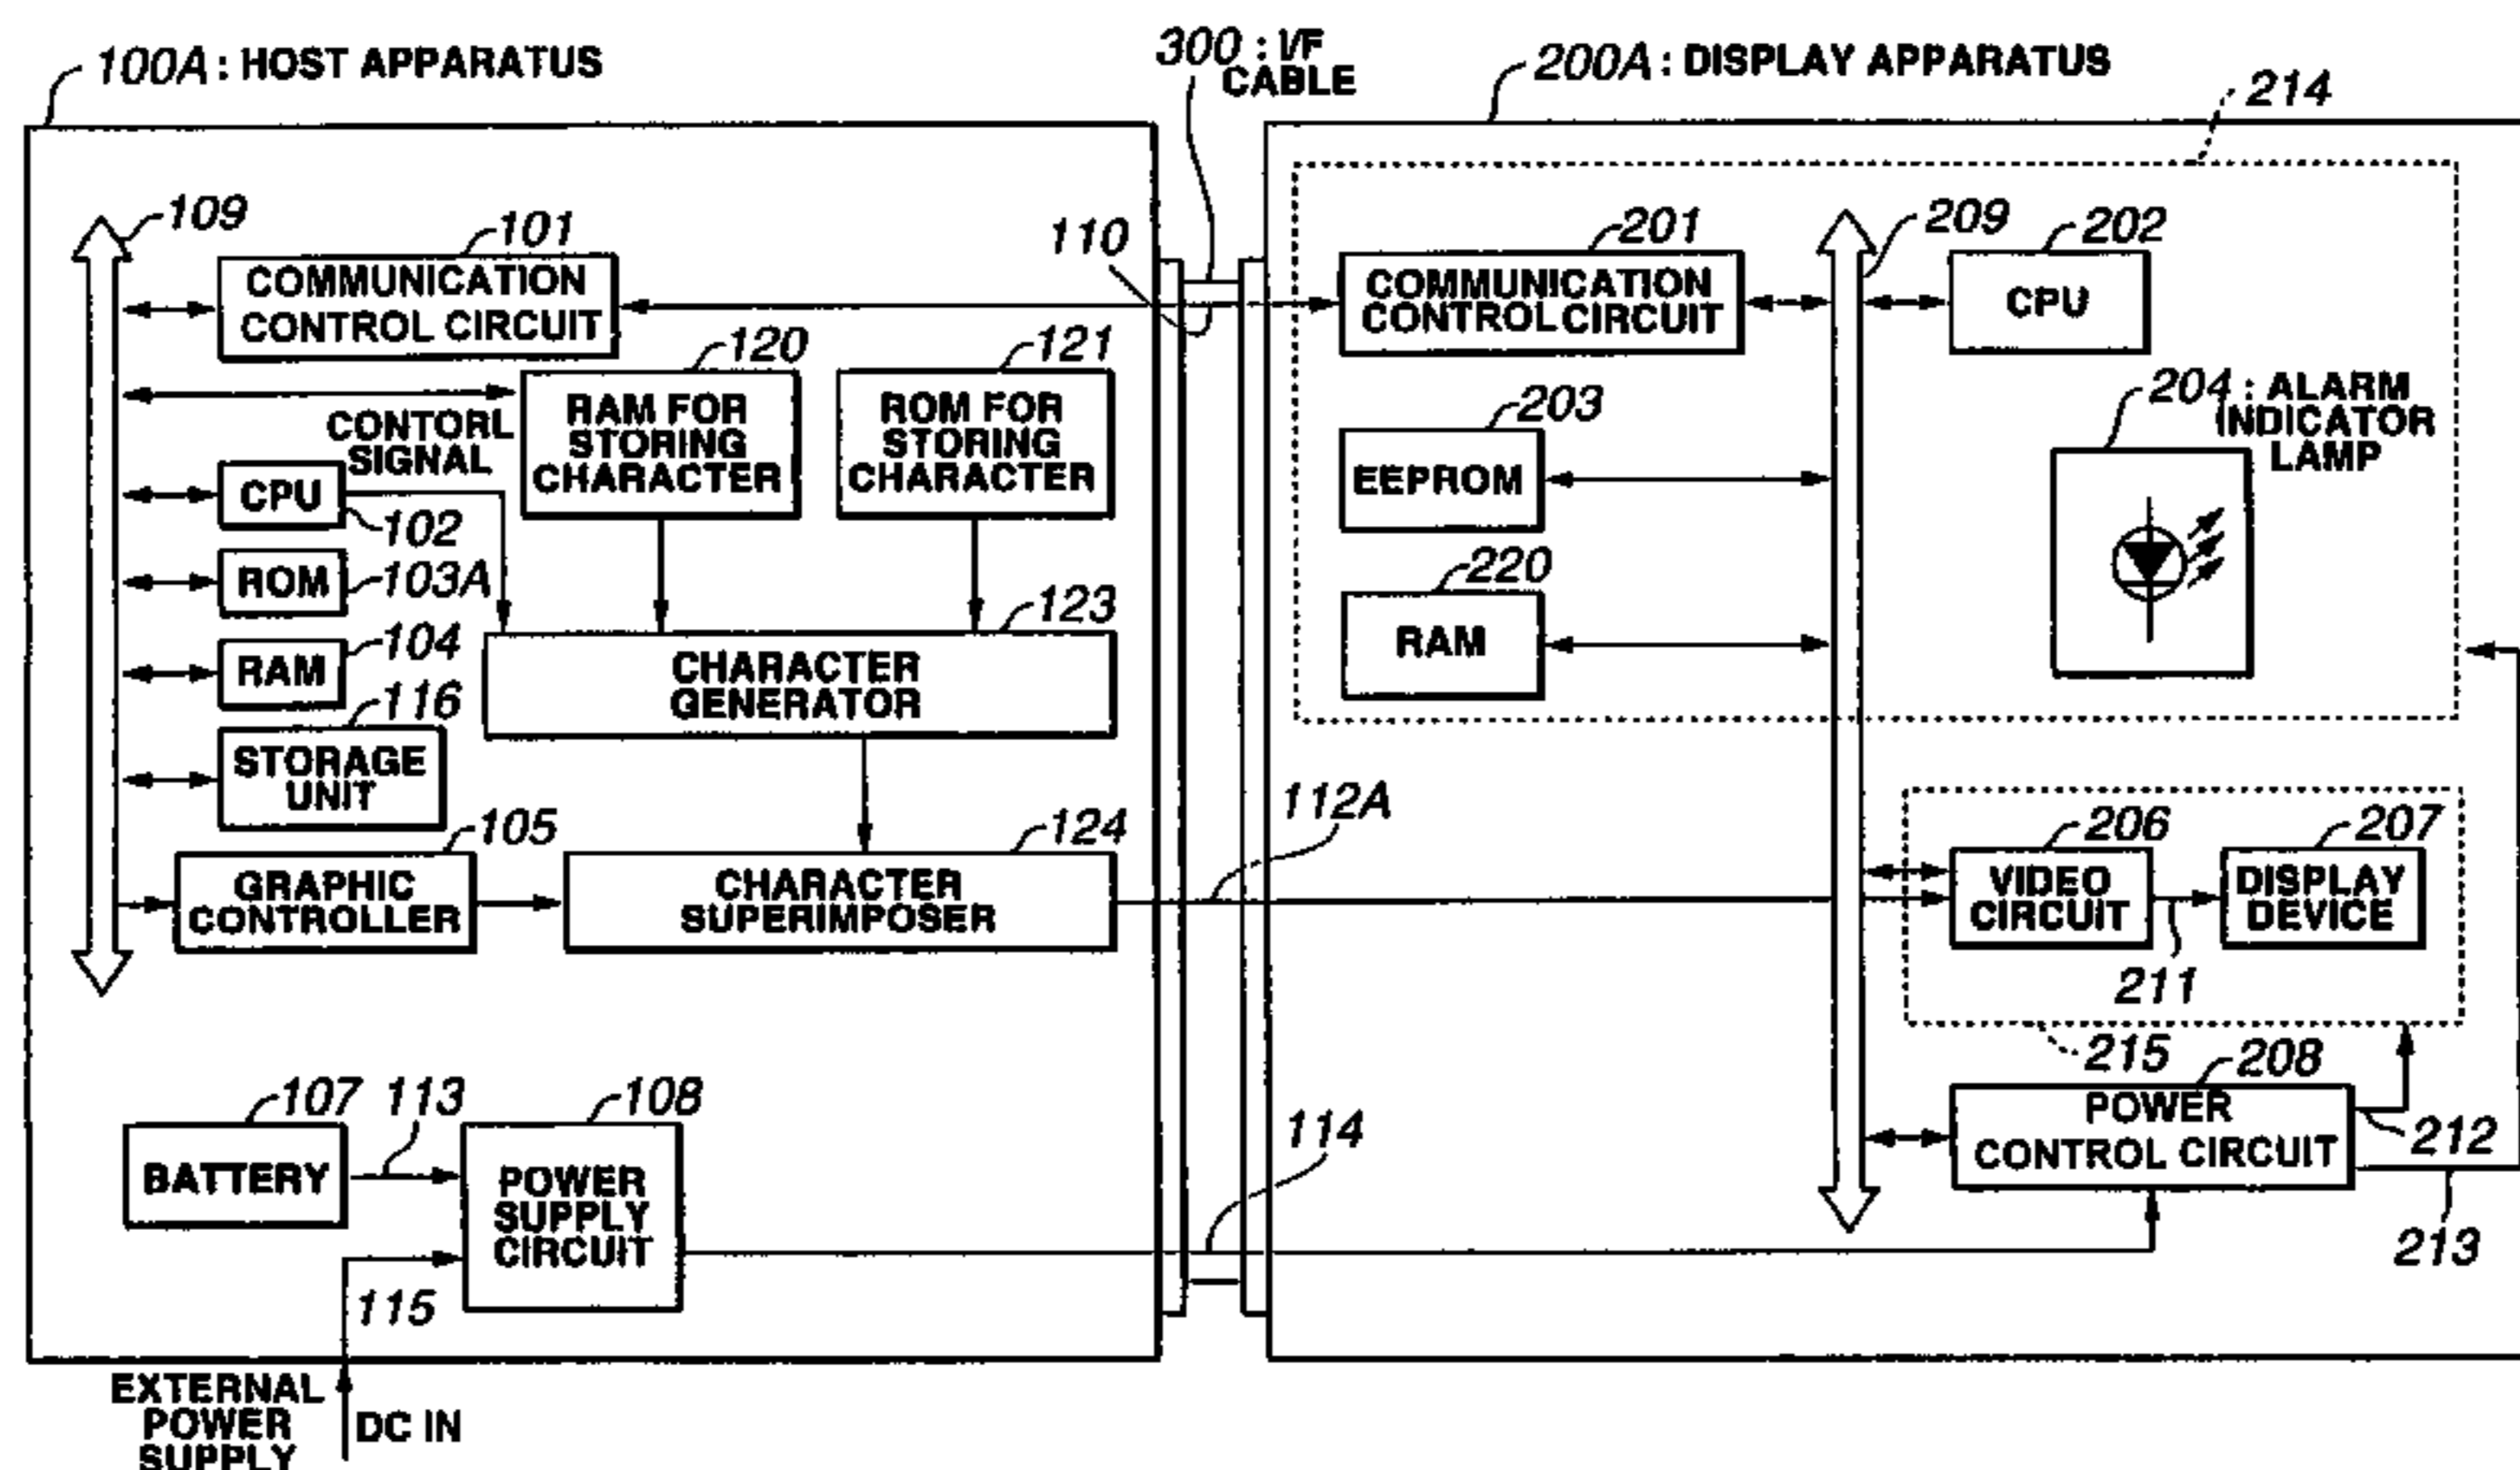 100A : HOST APPARATUS
300 : I/F
CABLE
200A : DISPLAY APPARATUS
214
109
101
COMMUNICATION
CONTROL CIRCUIT
110
201
COMMUNICATION
CONTROL CIRCUIT
209
202
CPU
120
RAM FOR
STORING
CHARACTER
121
ROM FOR
STORING
CHARACTER
CONTORL
SIGNAL
203
EEPROM
204 : ALARM
INDICATOR
LAMP
CPU
102
ROM
103A
220
RAM
104
RAM
123
CHARACTER
GENERATOR
116
STORAGE
UNIT
105
GRAPHIC
CONTROLLER
124
CHARACTER
SUPERIMPOSER
112A
206
VIDEO
CIRCUIT
207
DISPLAY
DEVICE
211
215
107
BATTERY
113
108
POWER
SUPPLY
CIRCUIT
114
208
POWER
CONTROL CIRCUIT
212
213
115
EXTERNAL
POWER
SUPPLY
DC IN